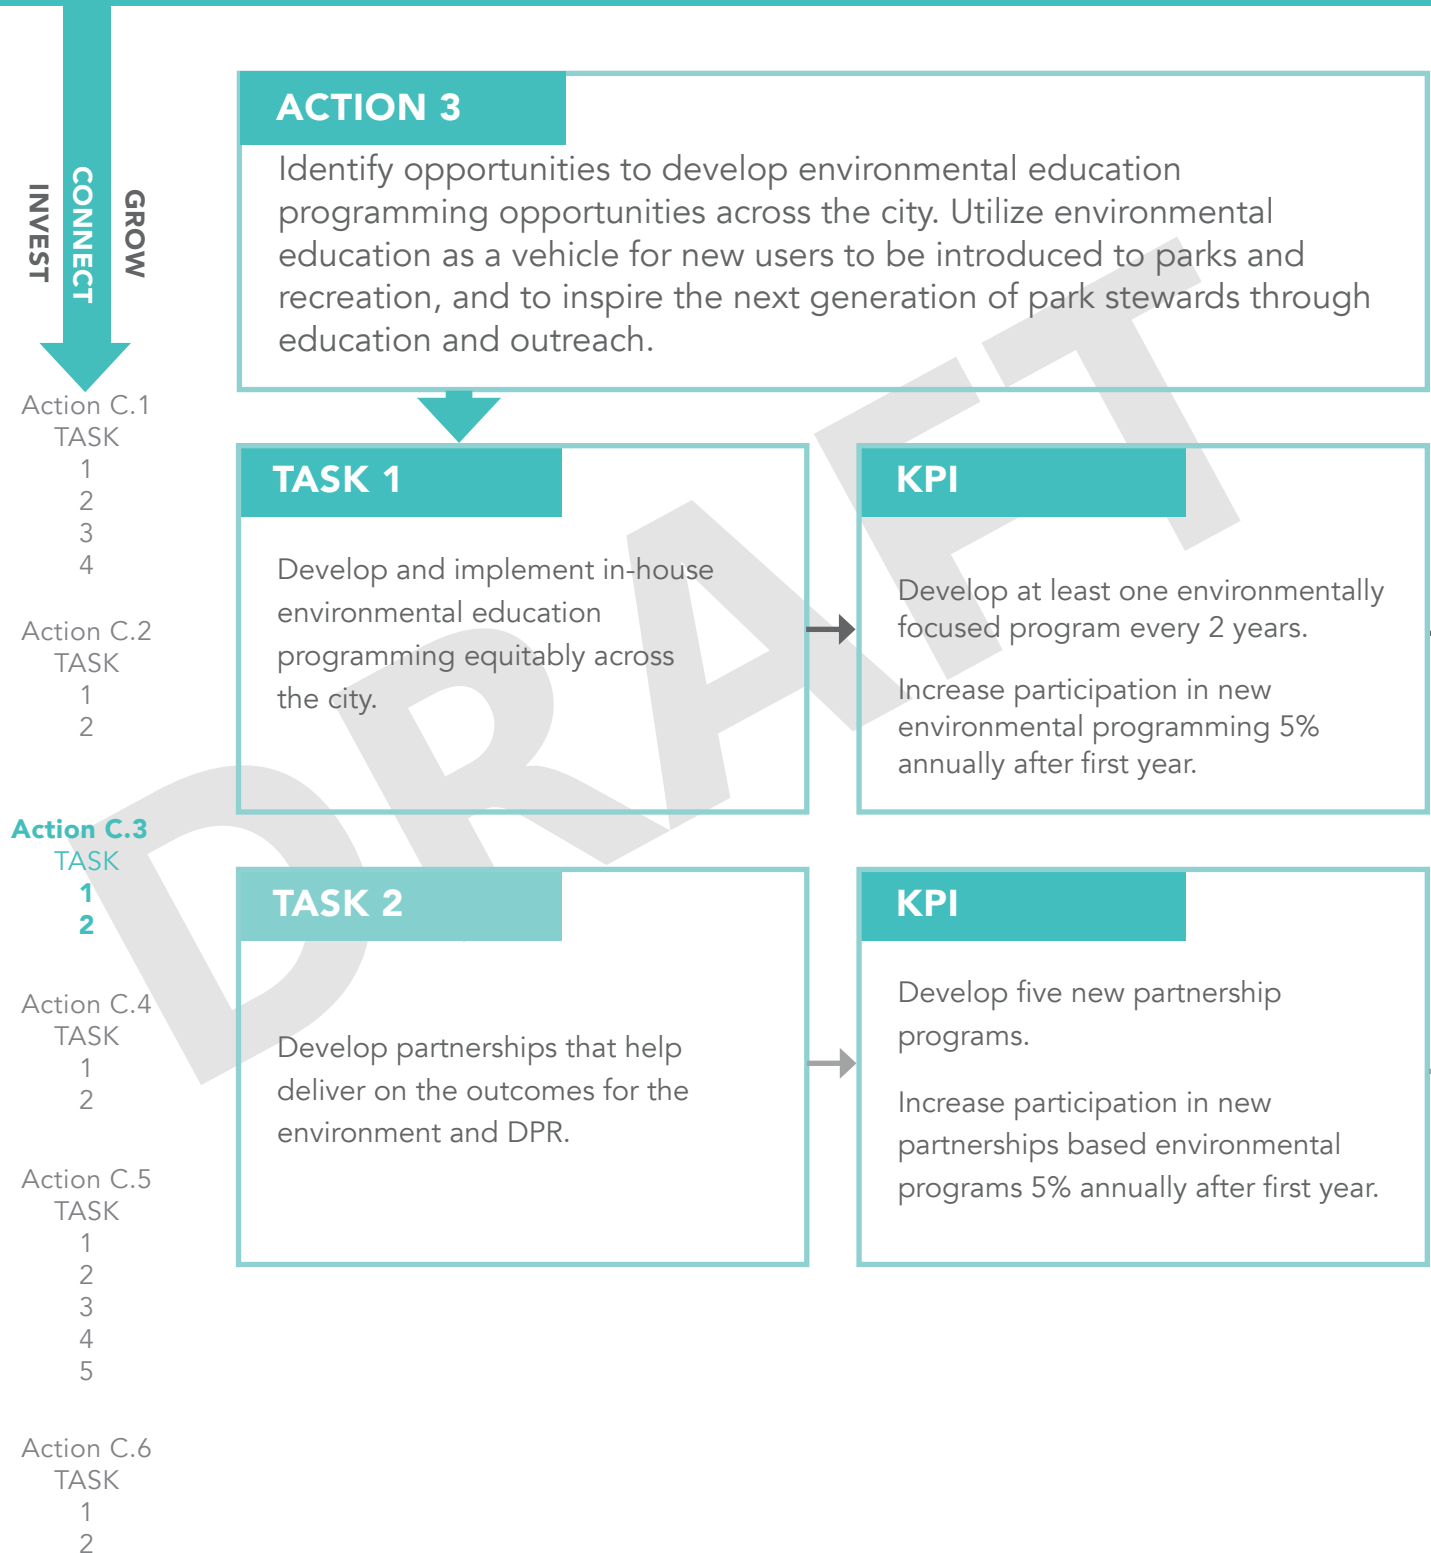 INVEST
CONNECT
GROW
Action C.1
TASK
1
2
3
4
Action C.2
TASK
1
2
Action C.3
TASK
1
2
Action C.4
TASK
1
2
Action C.5
TASK
1
2
3
4
5
Action C.6
TASK
1
2
ACTION 3
Identify opportunities to develop environmental education
programming opportunities across the city. Utilize environmental
education as a vehicle for new users to be introduced to parks and
recreation, and to inspire the next generation of park stewards through
education and outreach.
TASK 1
Develop and implement in-house
environmental education
programming equitably across
the city.
KPI
Develop at least one environmentally
focused program every 2 years.
Increase participation in new
environmental programming 5%
annually after first year.
TASK 2
Develop partnerships that help
deliver on the outcomes for the
environment and DPR.
KPI
Develop five new partnership
programs.
Increase participation in new
partnerships based environmental
programs 5% annually after first year.
DRAFT